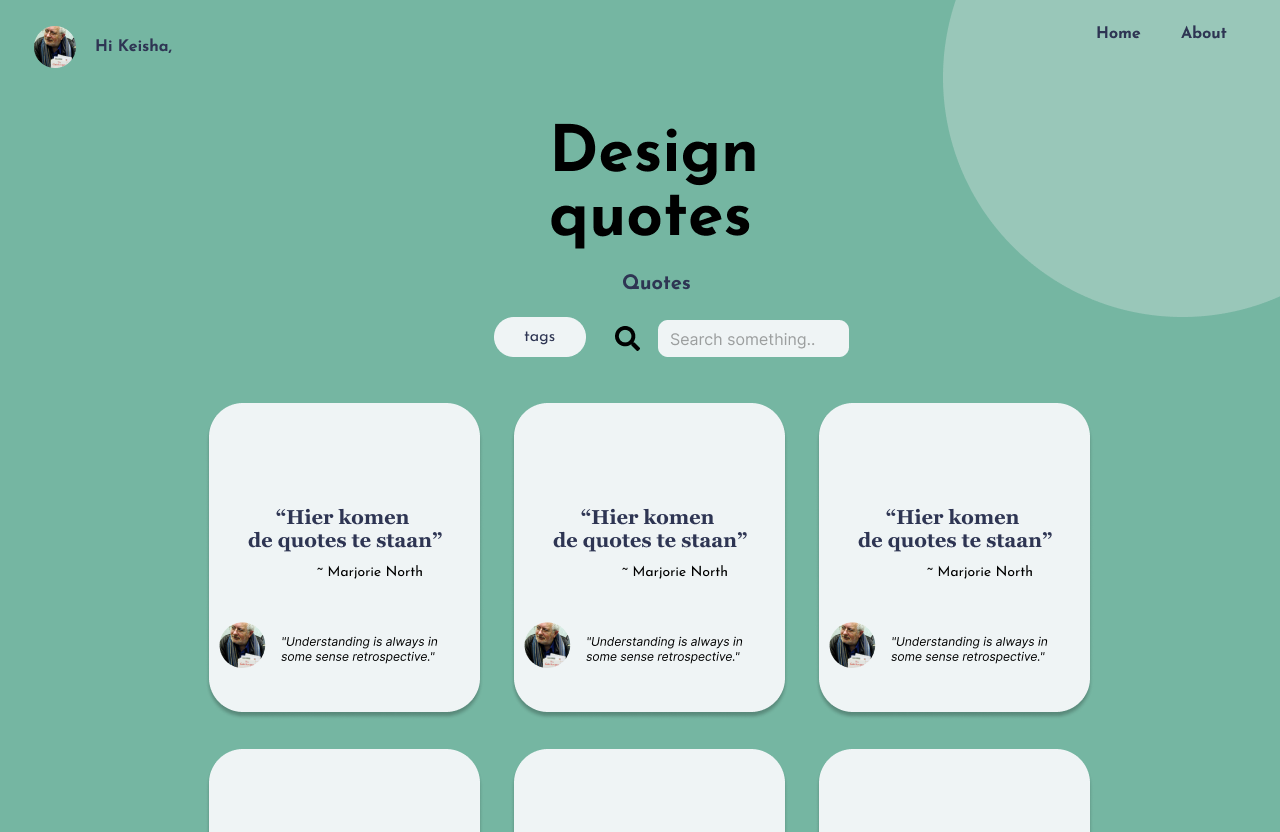 Hi Keisha,
Home
About
Design
quotes
Quotes
tags
Search something..
“Hier komen
de quotes te staan”
~ Marjorie North
"Understanding is always in
some sense retrospective."
“Hier komen
de quotes te staan”
~ Marjorie North
"Understanding is always in
some sense retrospective."
“Hier komen
de quotes te staan”
~ Marjorie North
"Understanding is always in
some sense retrospective."